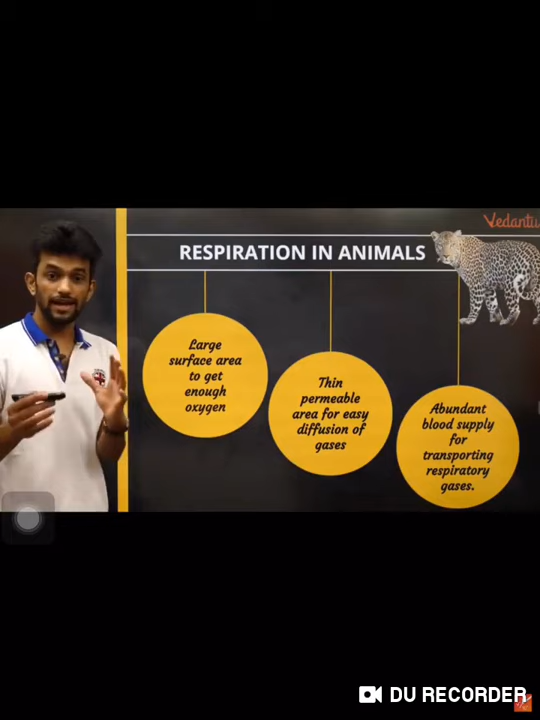 Vedantu
RESPIRATION IN ANIMALS
Large
surface area
to get
enough
oxygen
Thin
permeable
area for easy
diffusion of
gases
Abundant
blood supply
for
transporting
respiratory
gases.
DU RECORDER